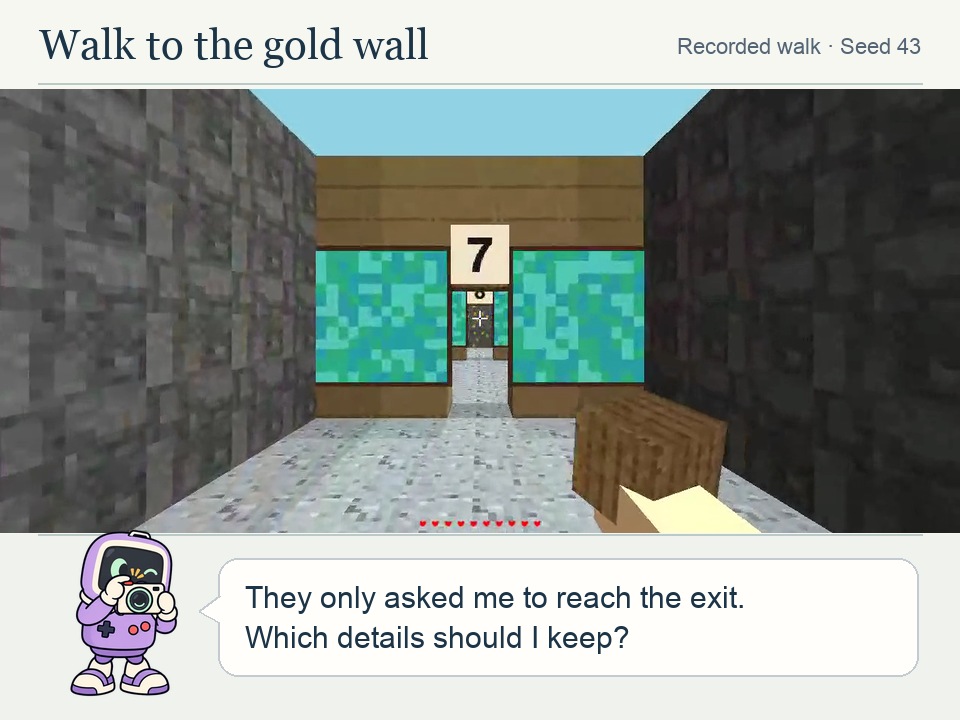 Walk to the gold wall
Recorded walk · Seed 43
7
They only asked me to reach the exit.
Which details should I keep?